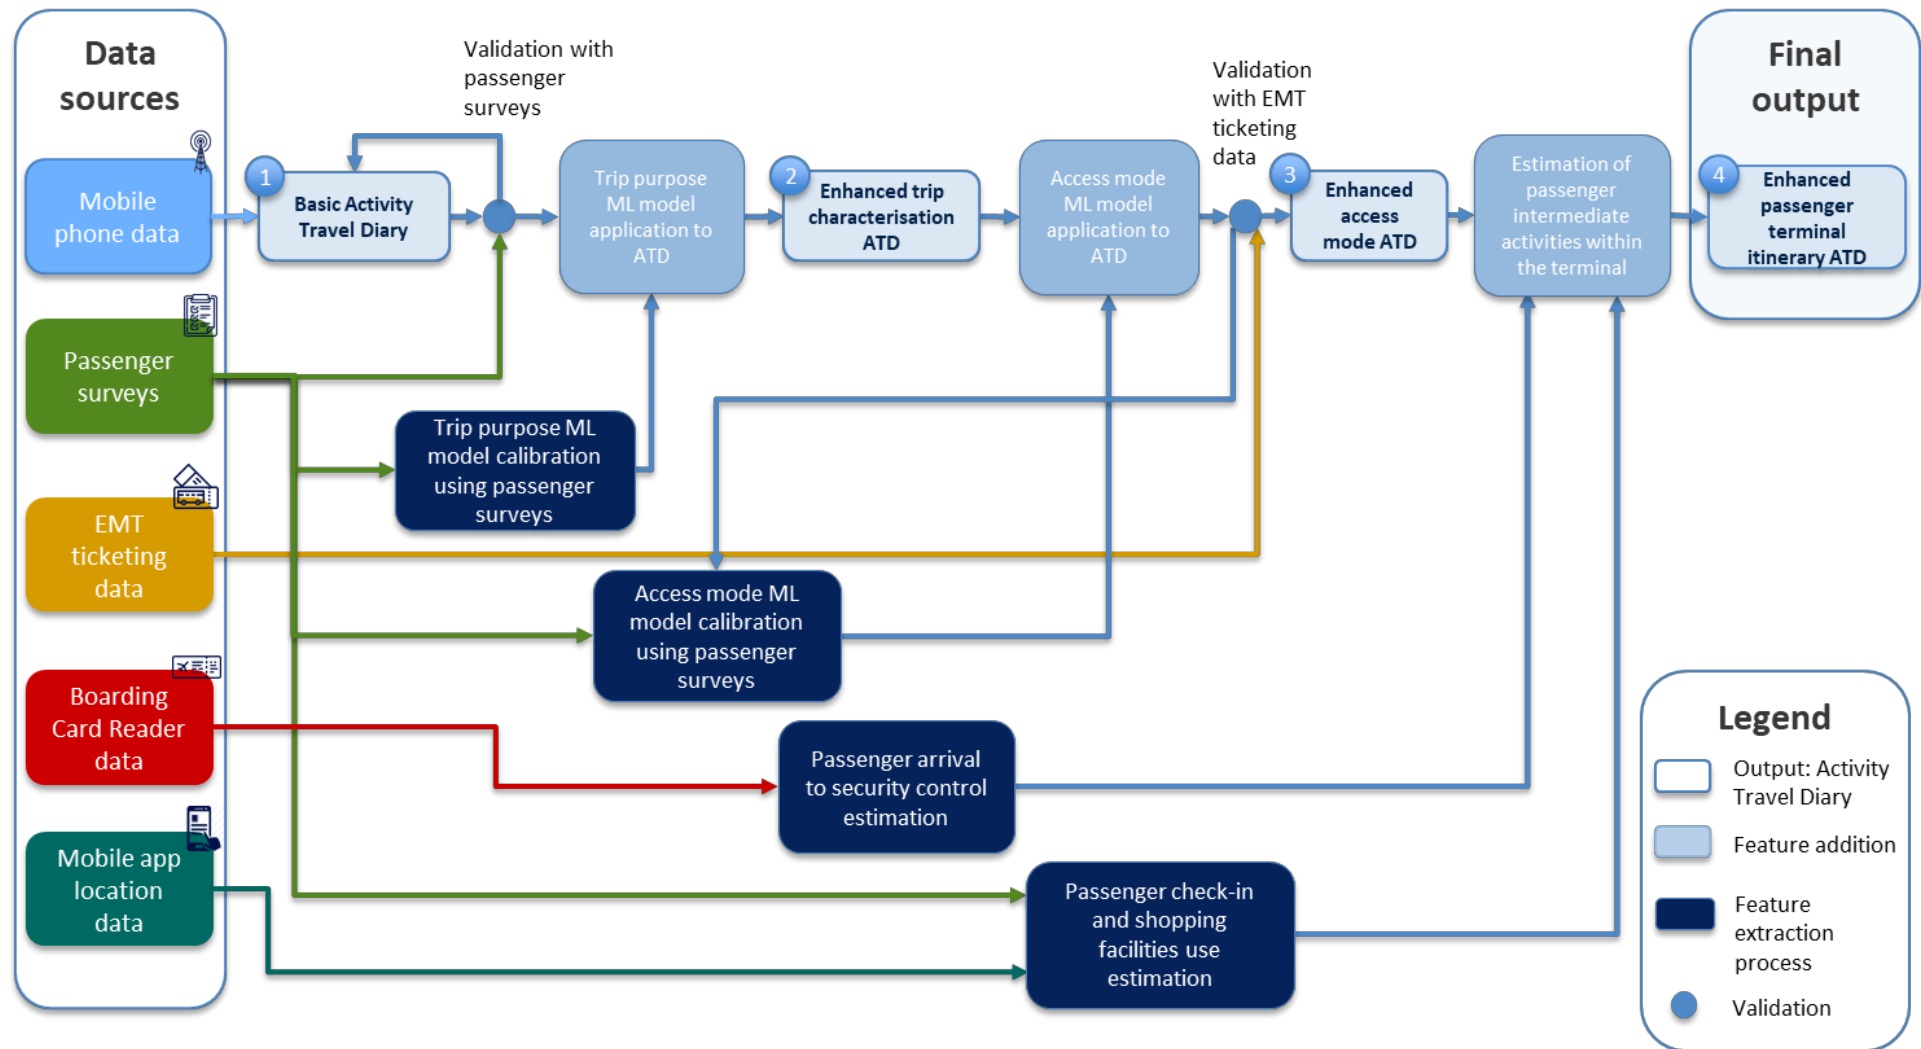 Data
sources
Mobile
phone data
Passenger
surveys
EMT
ticketing
data
Boarding
Card Reader
data
Mobile app
location
data
1
Basic Activity
Travel Diary
Validation with
passenger
surveys
Trip purpose
ML model
application to
ATD
2
Enhanced trip
characterisation
ATD
Access mode
ML model
application to
ATD
Validation
with EMT
ticketing
data
3
Enhanced
access
mode ATD
Estimation of
passenger
intermediate
activities within
the terminal
Final
output
4
Enhanced
passenger
terminal
itinerary ATD
Trip purpose ML
model calibration
using passenger
surveys
Access mode ML
model calibration
using passenger
surveys
Passenger arrival
to security control
estimation
Passenger check-in
and shopping
facilities use
estimation
Legend
Output: Activity
Travel Diary
Feature addition
Feature
extraction
process
Validation